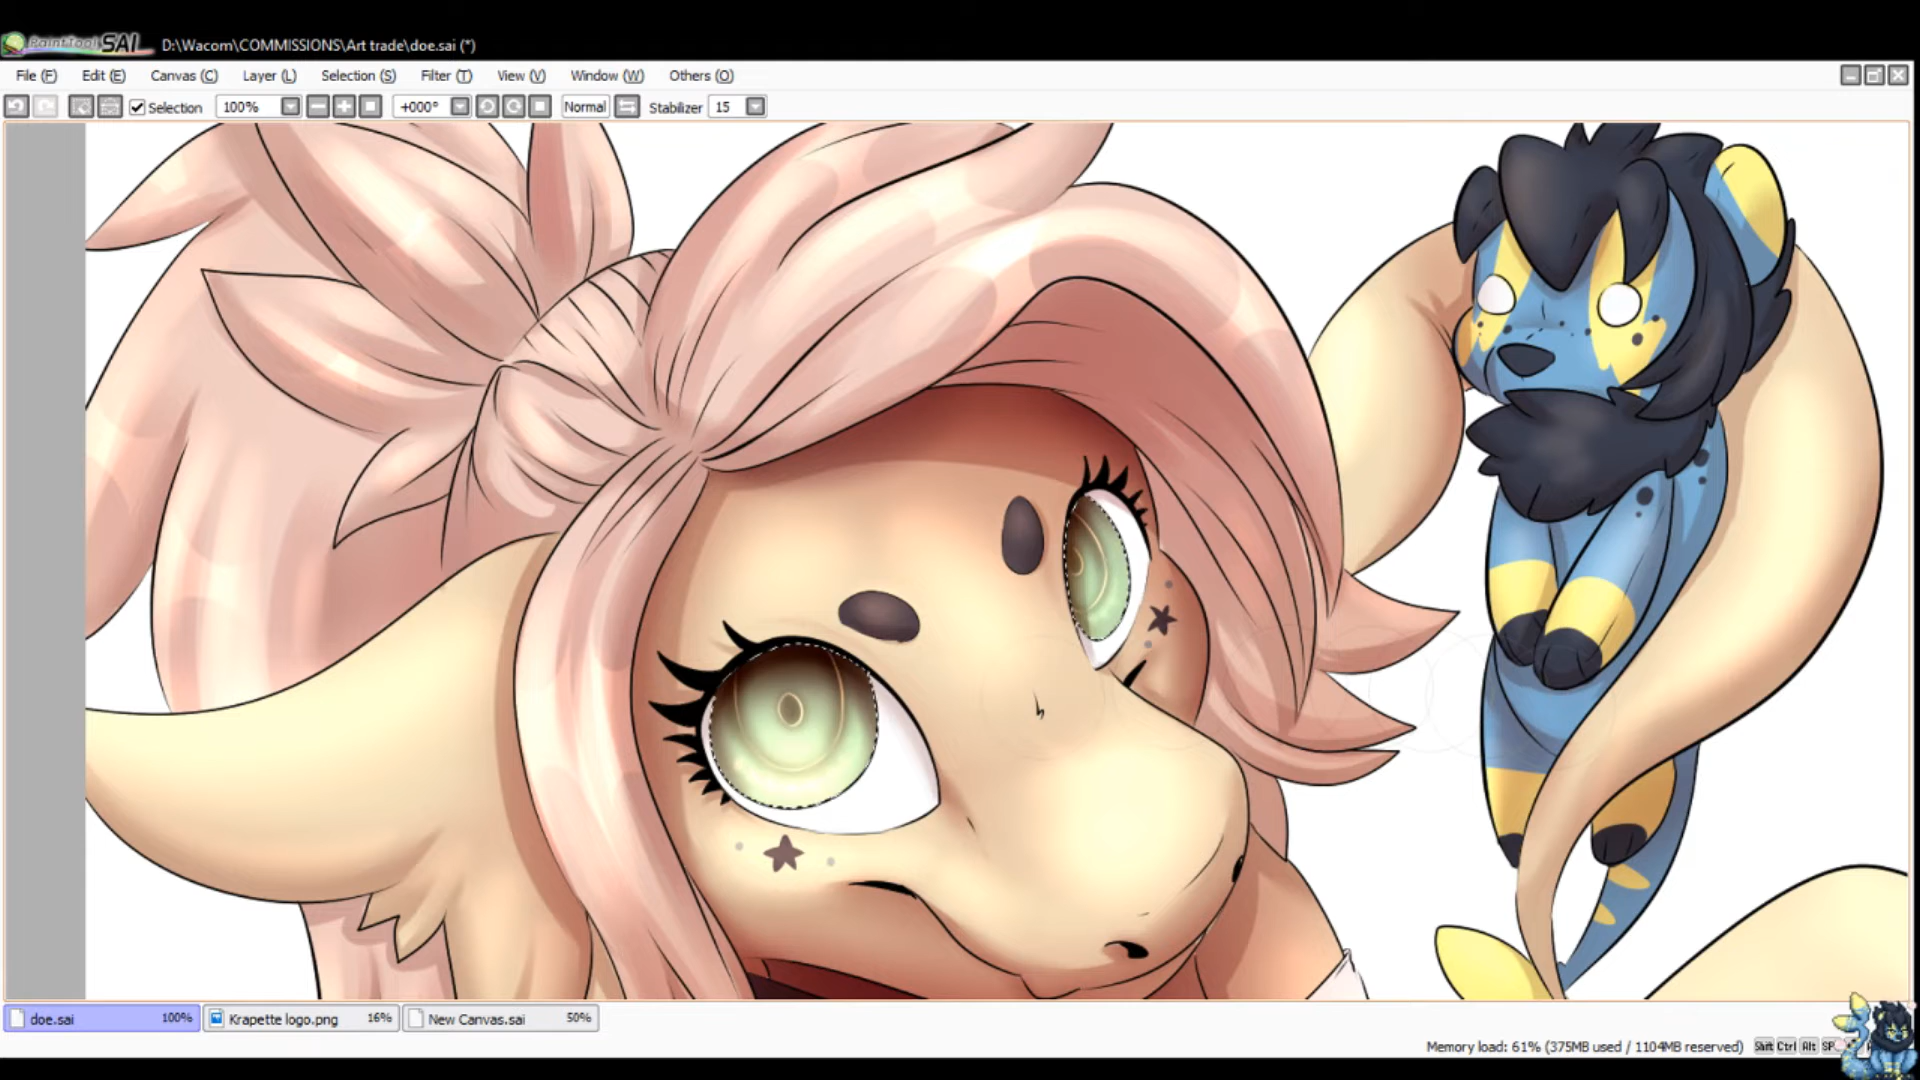 PaintTool SAI D:\Wacom\COMMISSIONS\Art trade\doe.sai (*)
File (F) Edit (E) Canvas (C) Layer (L) Selection (S) Filter (T) View (V) Window (W) Others (O)
Selection 100% +000° Normal Stabilizer 15
doe.sai 100% Krapette logo.png 16% New Canvas.sai 50%
Memory load: 61% (375MB used / 1104MB reserved) Shift Ctrl Alt